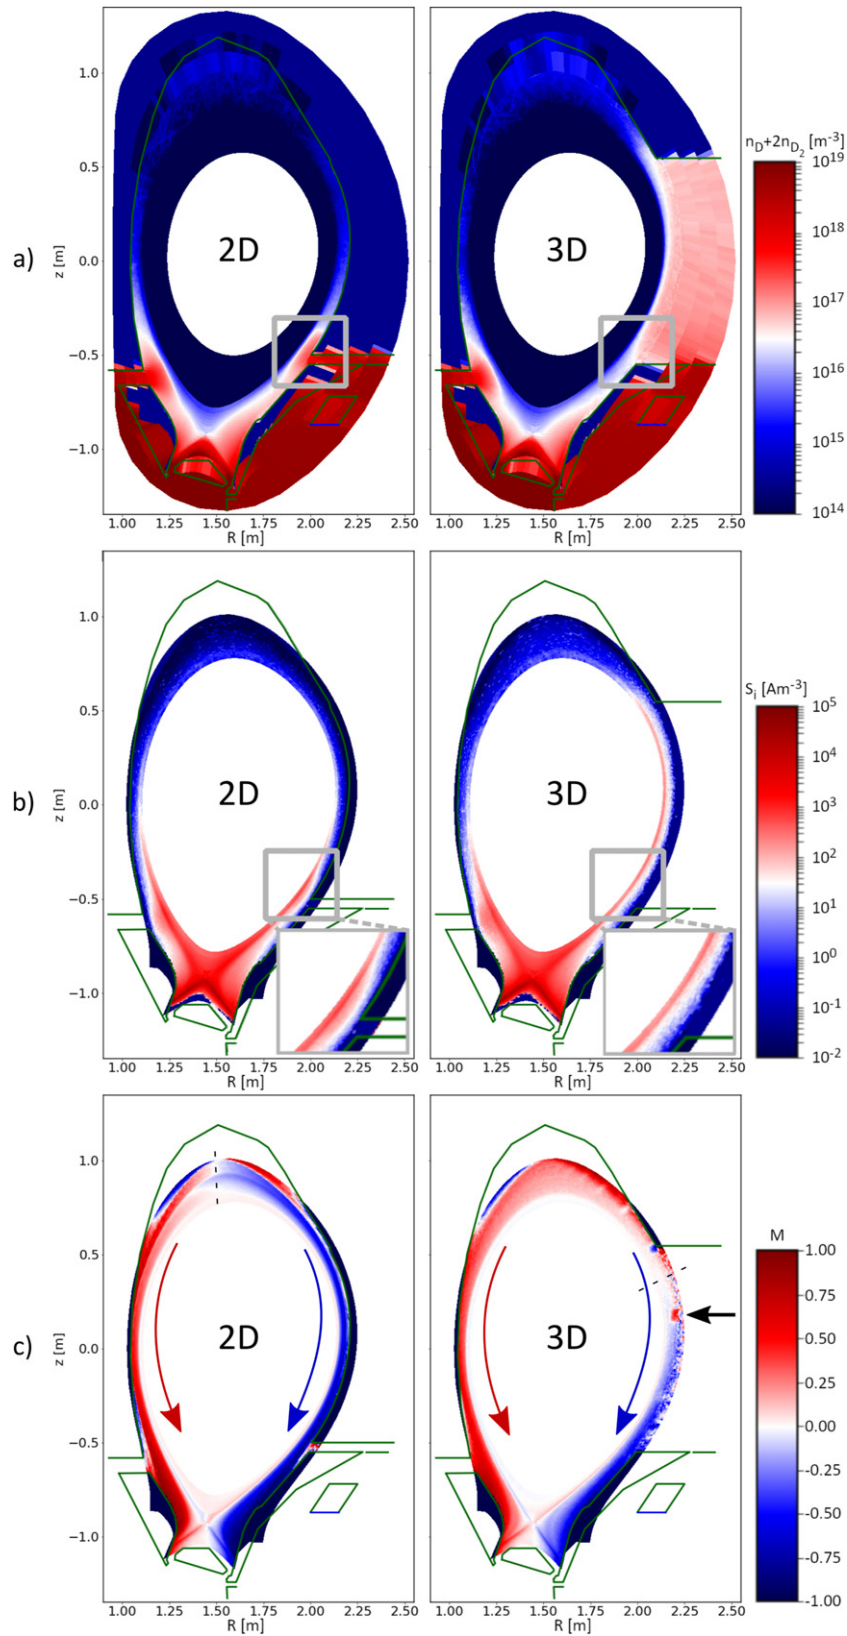 a)
2D
3D
z [m]
1.0
0.5
0.0
−0.5
−1.0
1.00 1.25 1.50 1.75 2.00 2.25 2.50
R [m]
1.00 1.25 1.50 1.75 2.00 2.25 2.50
R [m]
n_D+2n_{D_2} [m^{-3}]
10^{19}
10^{18}
10^{17}
10^{16}
10^{15}
10^{14}
b)
2D
3D
z [m]
1.0
0.5
0.0
−0.5
−1.0
1.00 1.25 1.50 1.75 2.00 2.25 2.50
R [m]
1.00 1.25 1.50 1.75 2.00 2.25 2.50
R [m]
S_i [Am^{-3}]
10^5
10^4
10^3
10^2
10^1
10^0
10^{-1}
10^{-2}
c)
2D
3D
z [m]
1.0
0.5
0.0
−0.5
−1.0
1.00 1.25 1.50 1.75 2.00 2.25 2.50
R [m]
1.00 1.25 1.50 1.75 2.00 2.25 2.50
R [m]
M
1.00
0.75
0.50
0.25
0.00
-0.25
-0.50
-0.75
-1.00